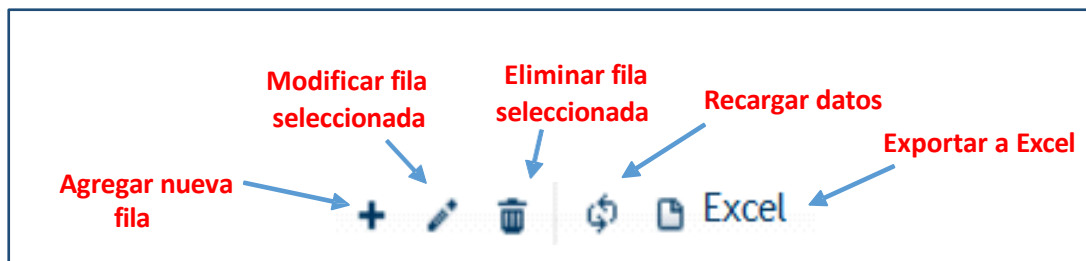 Modificar fila
seleccionada
Eliminar fila
seleccionada
Recargar datos
Exportar a Excel
Agregar nueva
fila
Excel